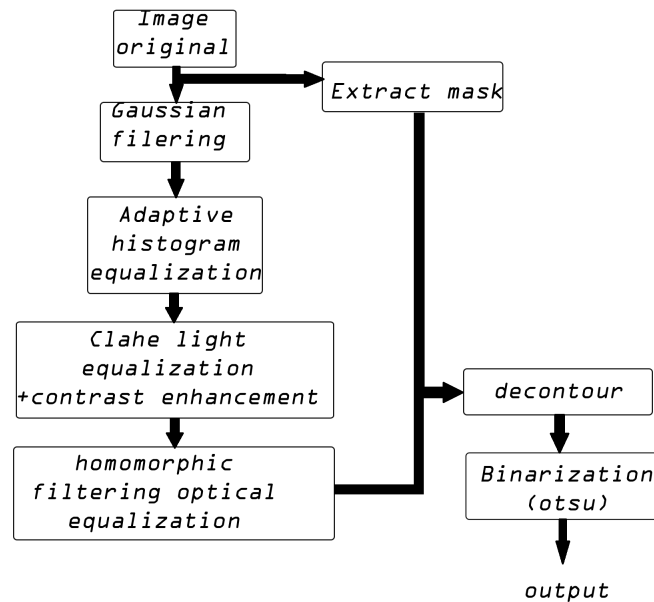 Image
original
Extract mask
Gaussian
filering
Adaptive
histogram
equalization
Clahe light
equalization
+contrast enhancement
homomorphic
filtering optical
equalization
decontour
Binarization
(otsu)
output